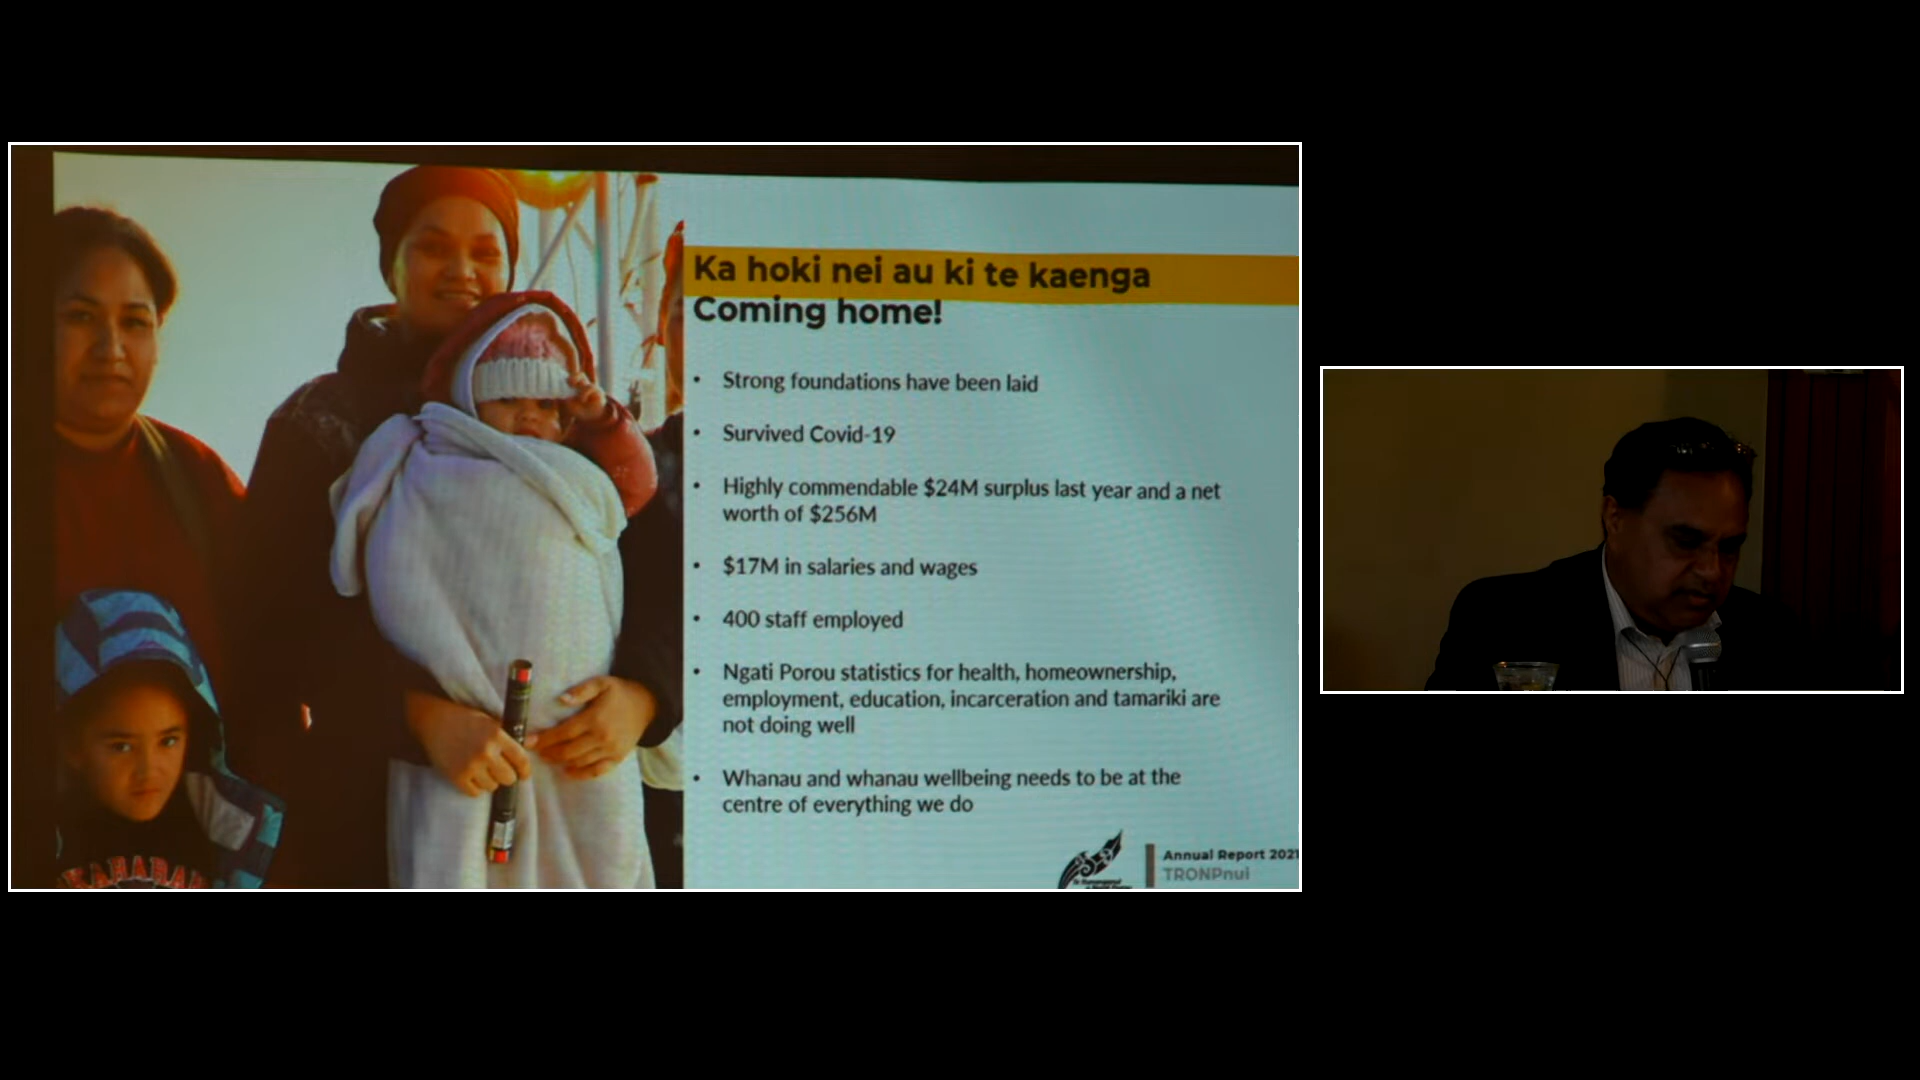 Ka hoki nei au ki te kaenga
Coming home!
• Strong foundations have been laid
• Survived Covid-19
• Highly commendable $24M surplus last year and a net
worth of $256M
• $17M in salaries and wages
• 400 staff employed
• Ngati Porou statistics for health, homeownership,
employment, education, incarceration and tamariki are
not doing well
• Whanau and whanau wellbeing needs to be at the
centre of everything we do
Annual Report 2021
TRONPnui